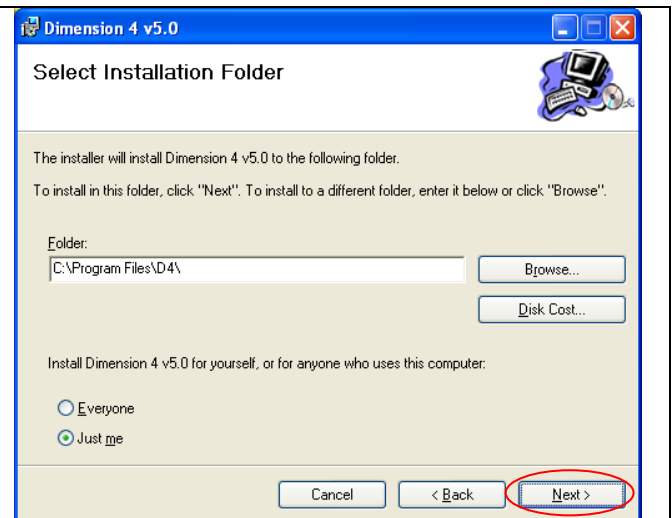 Dimension 4 v5.0
Select Installation Folder
The installer will install Dimension 4 v5.0 to the following folder.
To install in this folder, click "Next". To install to a different folder, enter it below or click "Browse".
Folder:
C:\Program Files\D4\
Browse...
Disk Cost...
Install Dimension 4 v5.0 for yourself, or for anyone who uses this computer:
Everyone
Just me
Cancel
< Back
Next >